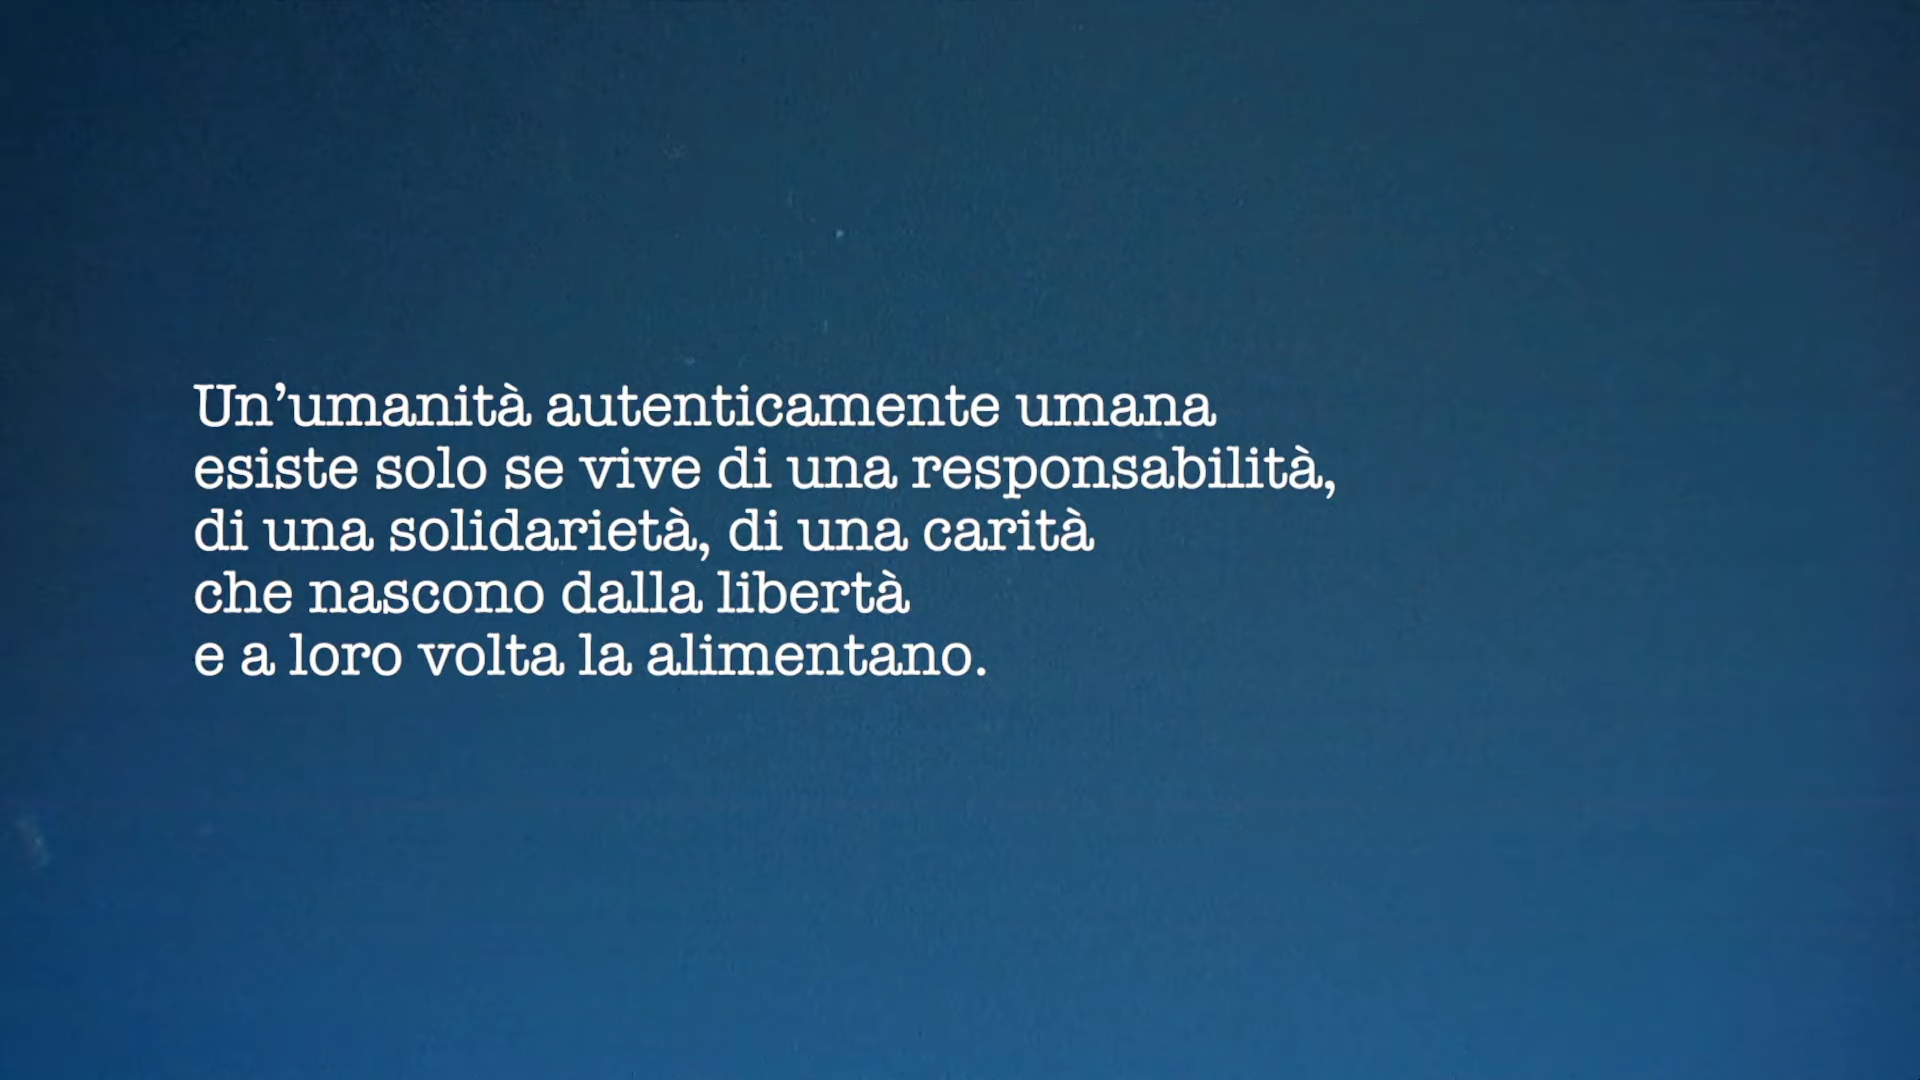 Un’umanità autenticamente umana
esiste solo se vive di una responsabilità,
di una solidarietà, di una carità
che nascono dalla libertà
e a loro volta la alimentano.